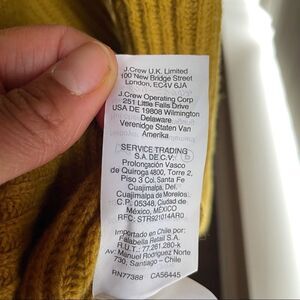 J.Crew U.K. Limited
100 New Bridge Street
London, EC4V 6JA
J.Crew Operating Corp
251 Little Falls Drive
USA DE 19808 Wilmington
Delaware
Verenidge Staten Van
Amerika
SERVICE TRADING
S.A. DE C.V.
Prolongación Vasco
de Quiroga 4800, Torre 2,
Piso 3 Col. Santa Fe
Cuajimalpa, Del.
Cuajimalpa de Morelos
C.P. 05348, Ciudad de
México, MÉXICO
RFC: STR921014AR0
Importado en Chile por:
Falabella Retail S.A.
R.U.T.: 77.261.280-k
Av: Manuel Rodriguez Norte
730, Santiago - Chile
RN77388 CA56445